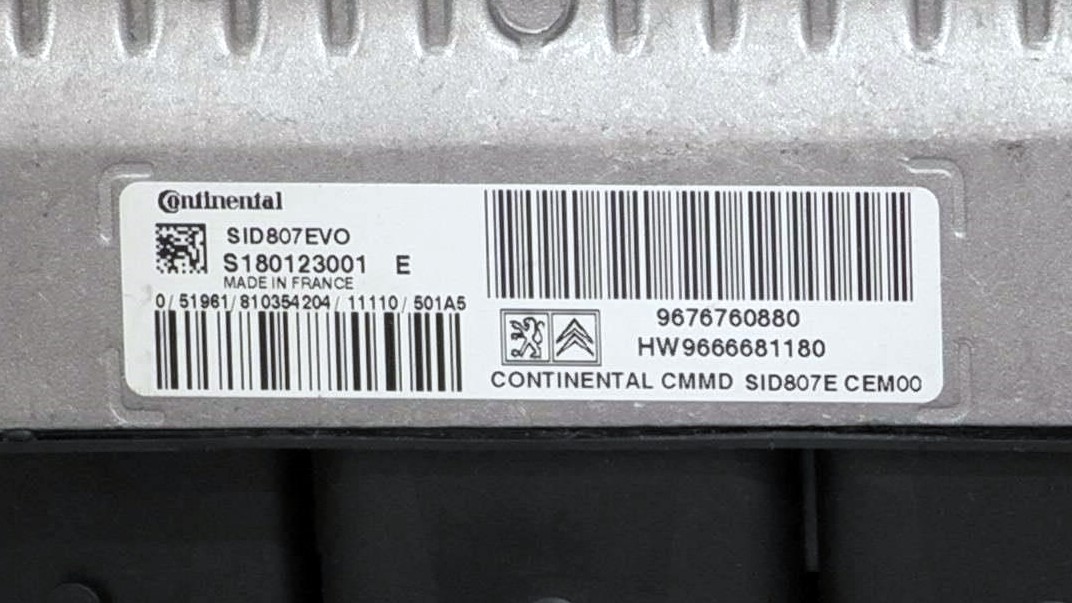 Continental
SID807EVO
S180123001 E
MADE IN FRANCE
0/ 51961/ 810354204/ 11110/ 501A5
9676760880
HW9666681180
CONTINENTAL CMMD SID807E CEM00